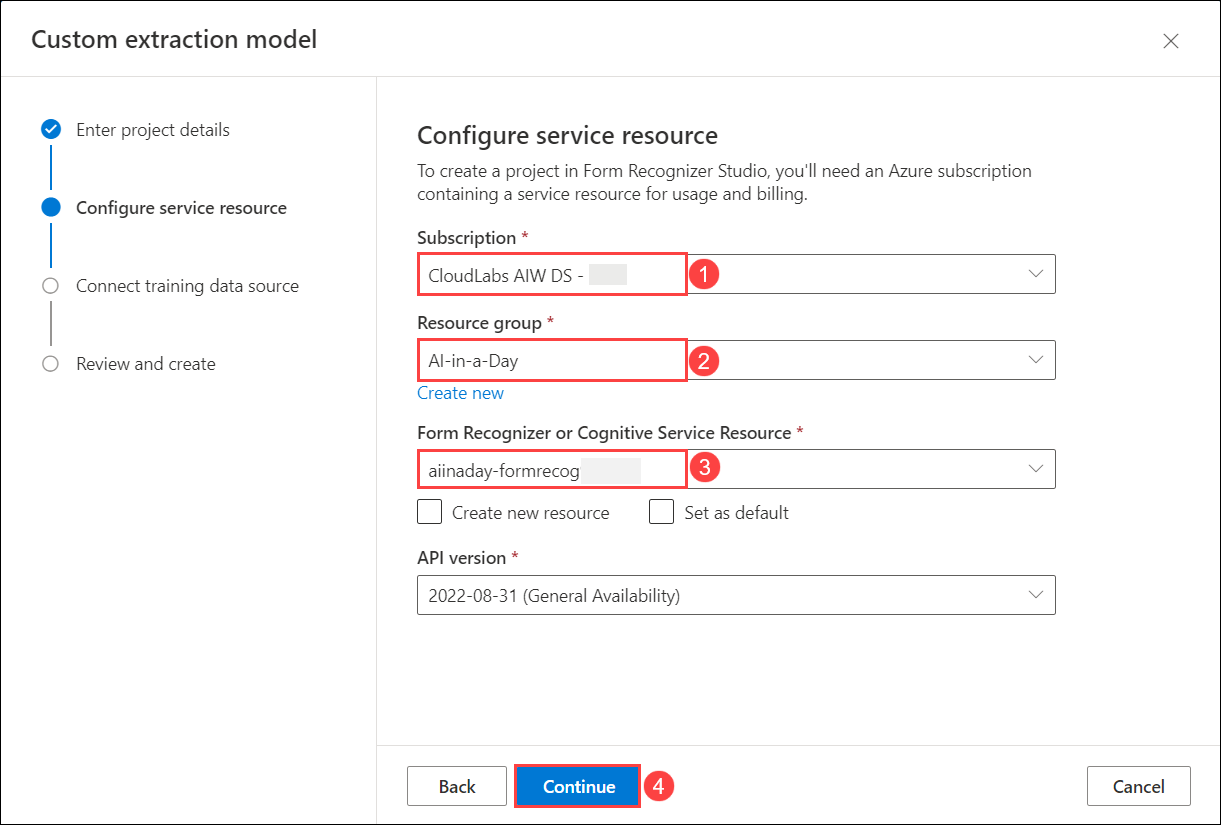 Custom extraction model
Enter project details
Configure service resource
Connect training data source
Review and create
Configure service resource
To create a project in Form Recognizer Studio, you'll need an Azure subscription
containing a service resource for usage and billing.
Subscription *
CloudLabs AIW DS -
1
Resource group *
AI-in-a-Day
2
Create new
Form Recognizer or Cognitive Service Resource *
aiinaday-formrecog
3
Create new resource
Set as default
API version *
2022-08-31 (General Availability)
Back
Continue
4
Cancel